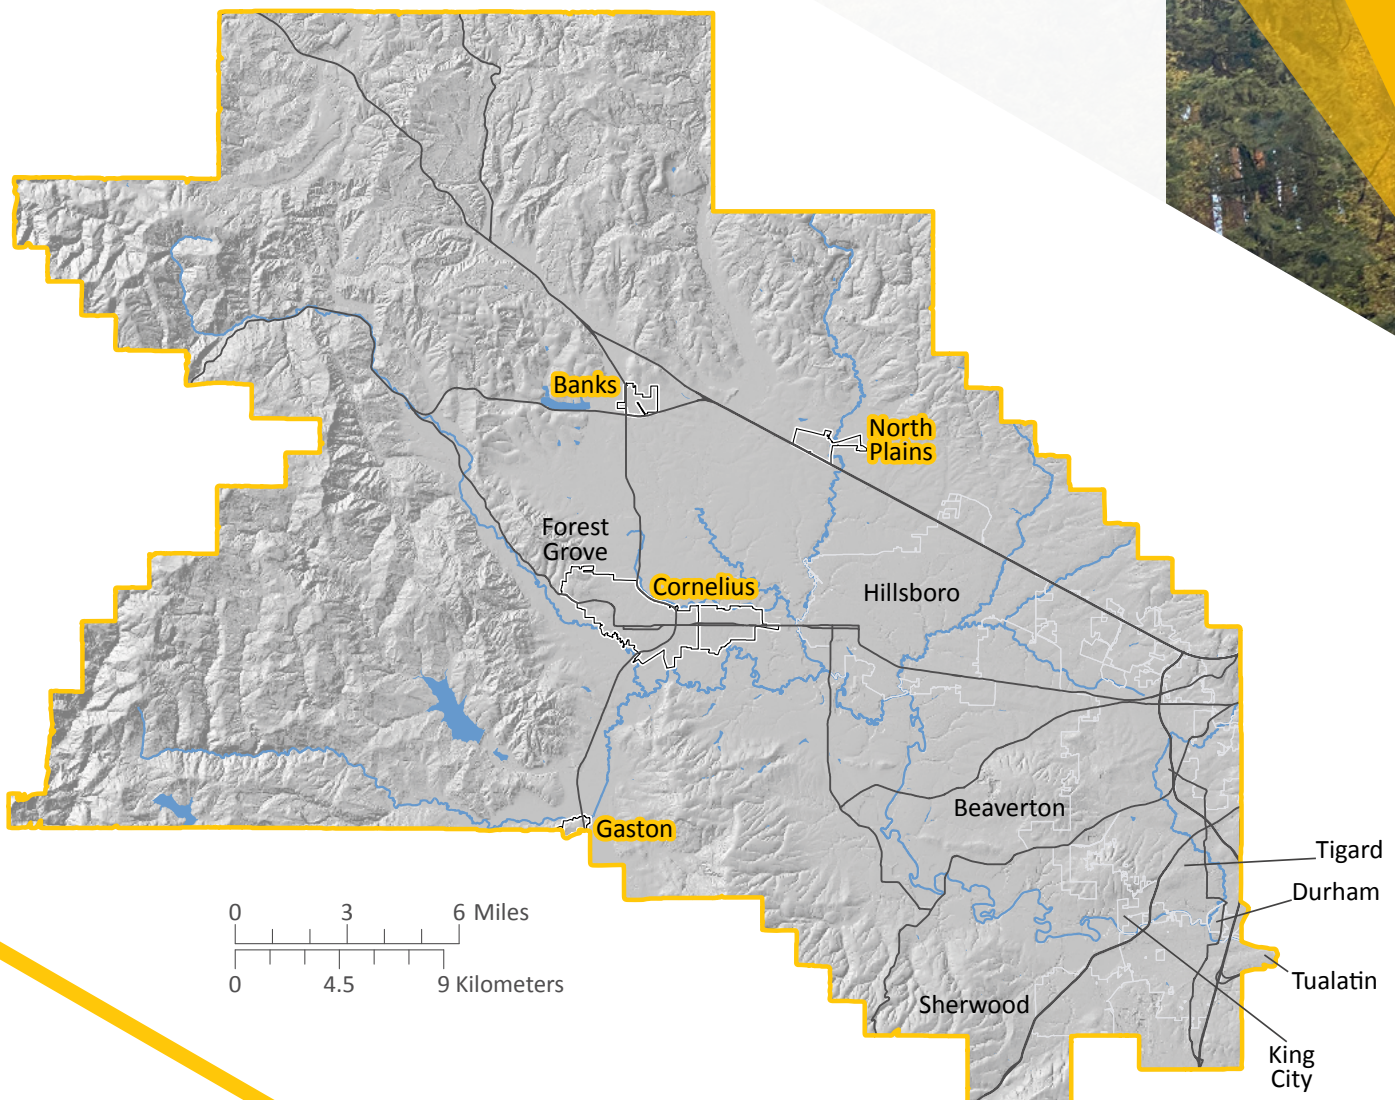 Banks
North
Plains
Forest
Grove
Cornelius
Hillsboro
Beaverton
Gaston
Tigard
Durham
0 3 6 Miles
0 4.5 9 Kilometers
Tualatin
Sherwood
King
City